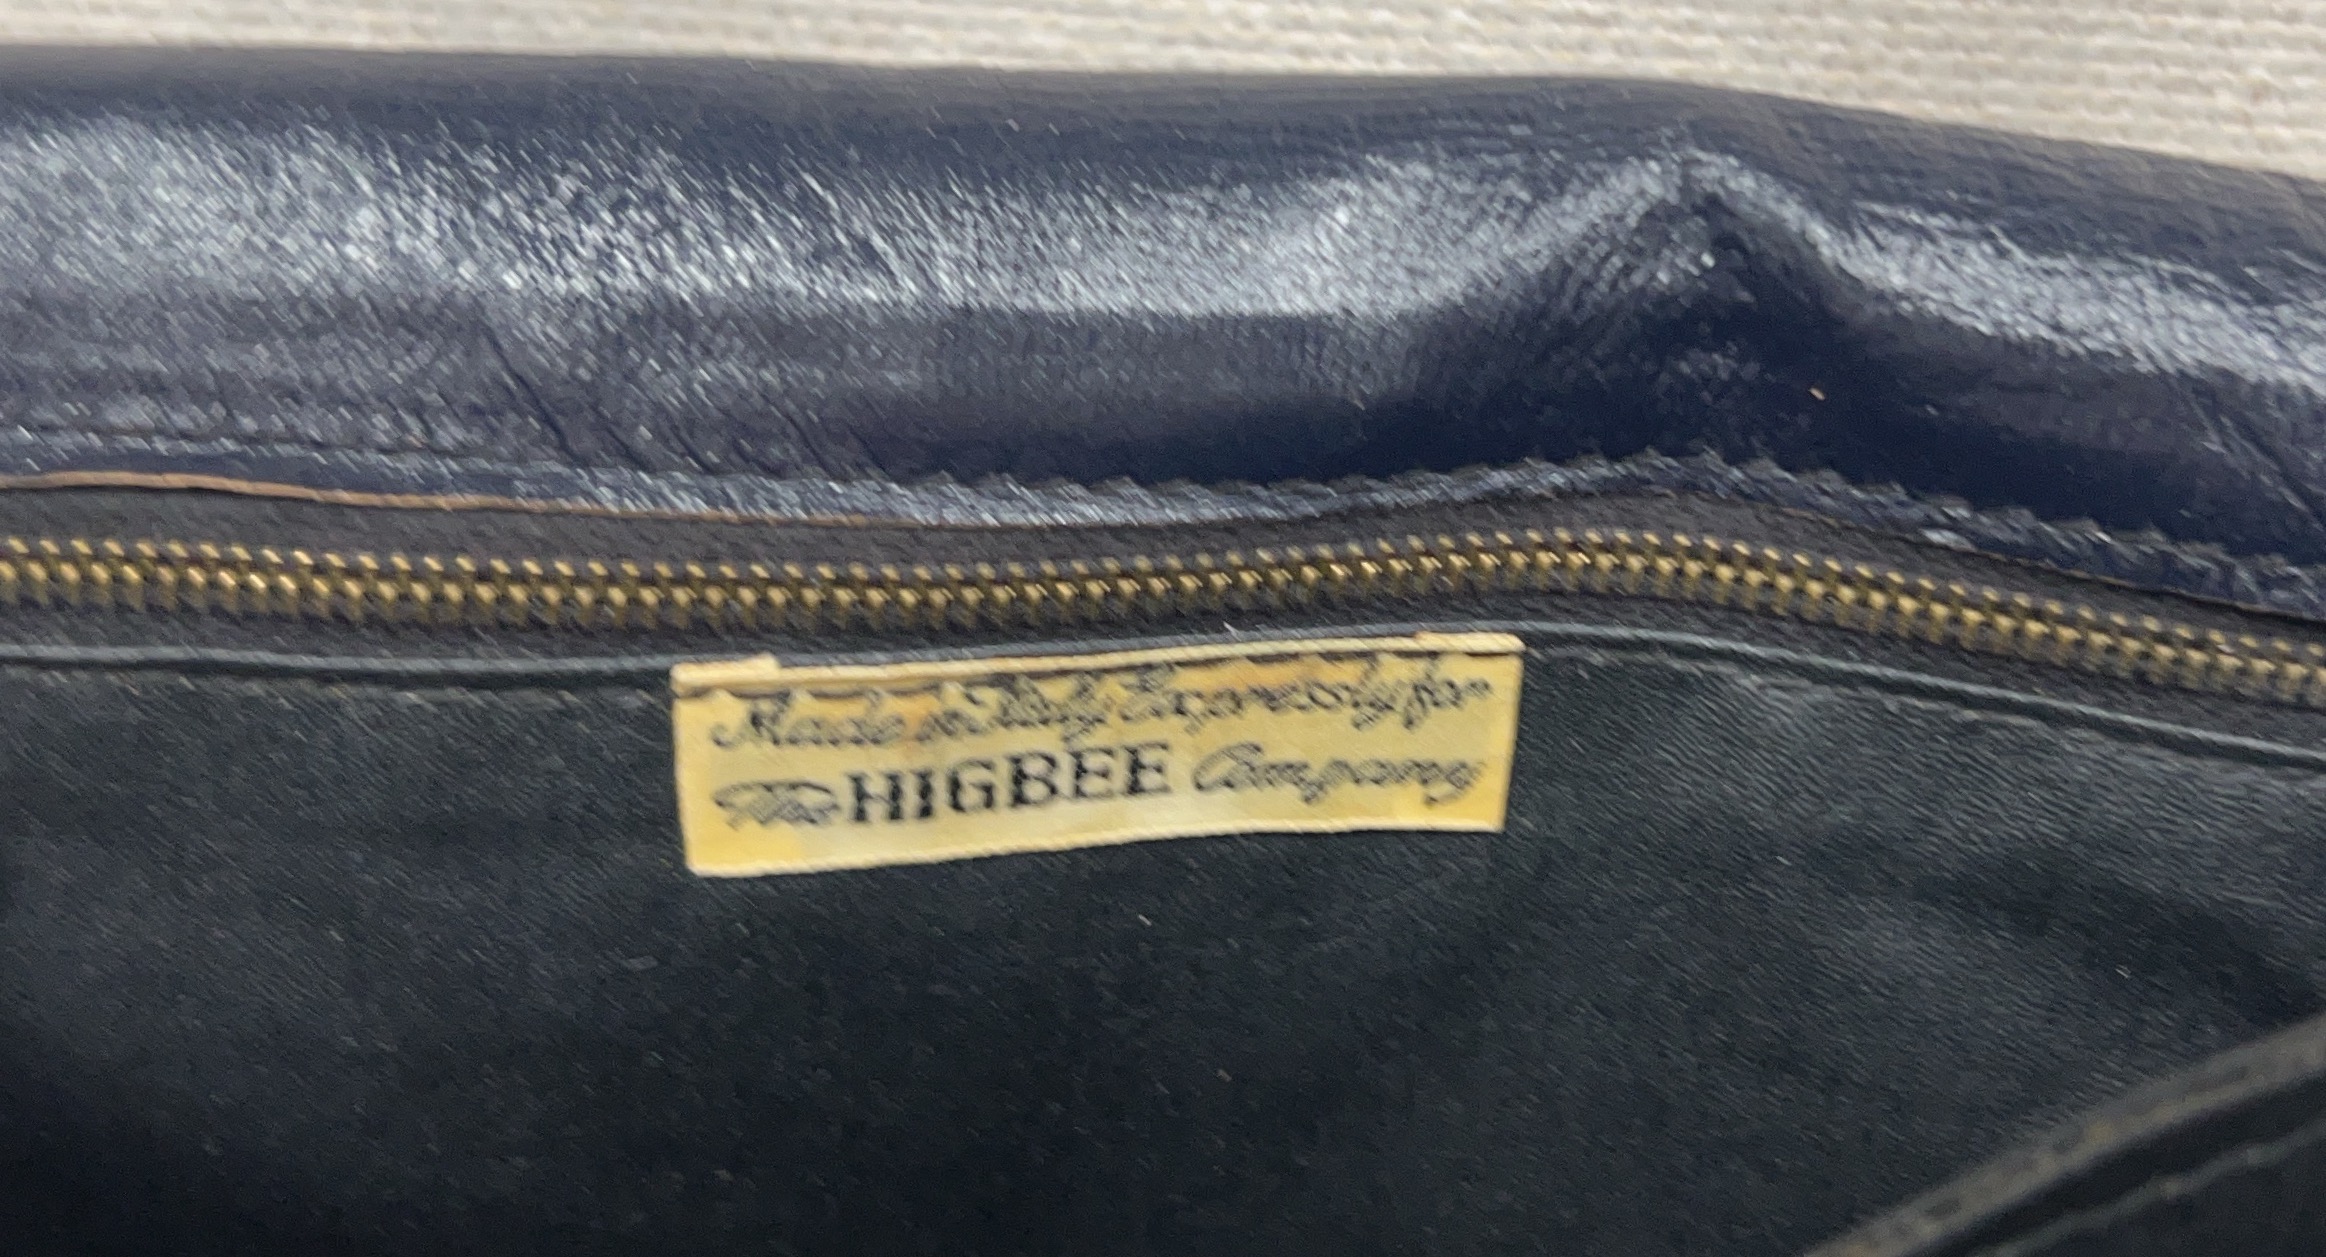 Made in Italy Expressly for
The HIGBEE Company